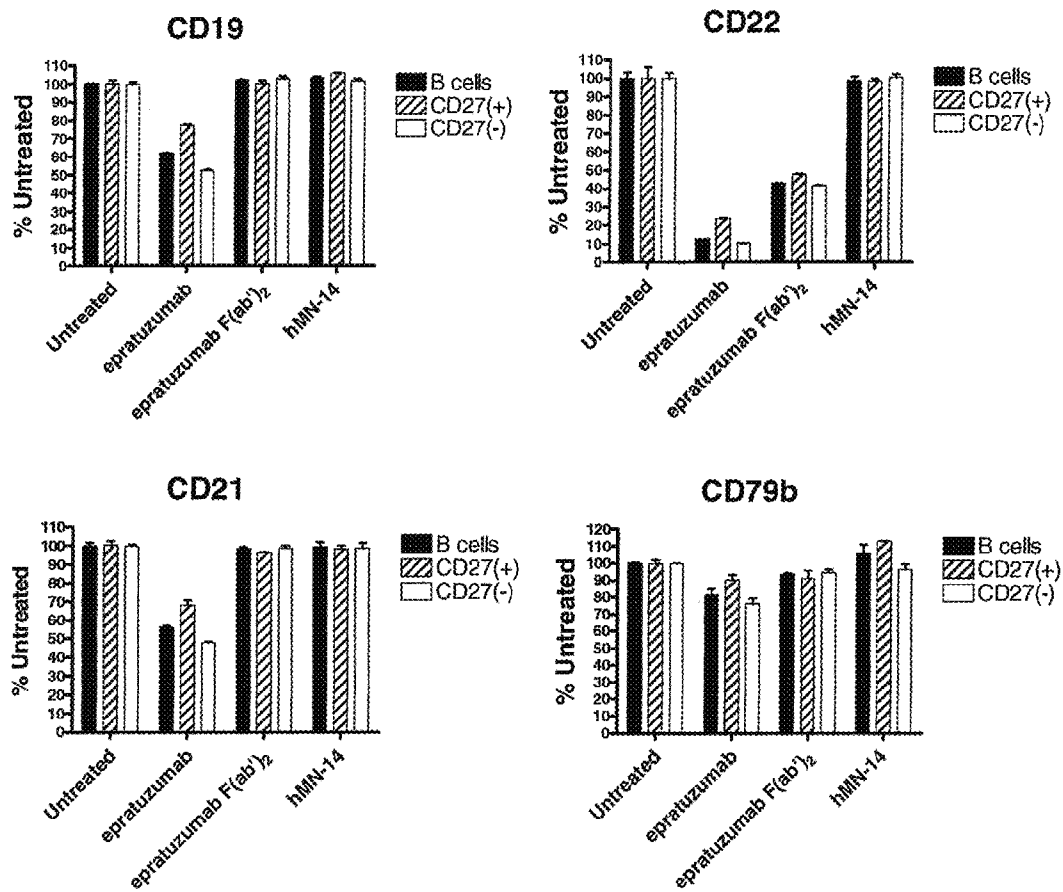 CD19
% Untreated
110
100
90
80
70
60
50
40
30
20
10
0
B cells
CD27(+)
CD27(-)
Untreated
epratuzumab
epratuzumab F(ab')2
hMN-14
CD22
% Untreated
110
100
90
80
70
60
50
40
30
20
10
0
B cells
CD27(+)
CD27(-)
Untreated
epratuzumab
epratuzumab F(ab')2
hMN-14
CD21
% Untreated
110
100
90
80
70
60
50
40
30
20
10
0
B cells
CD27(+)
CD27(-)
Untreated
epratuzumab
epratuzumab F(ab')2
hMN-14
CD79b
% Untreated
120
110
100
90
80
70
60
50
40
30
20
10
0
B cells
CD27(+)
CD27(-)
Untreated
epratuzumab
epratuzumab F(ab')2
hMN-14